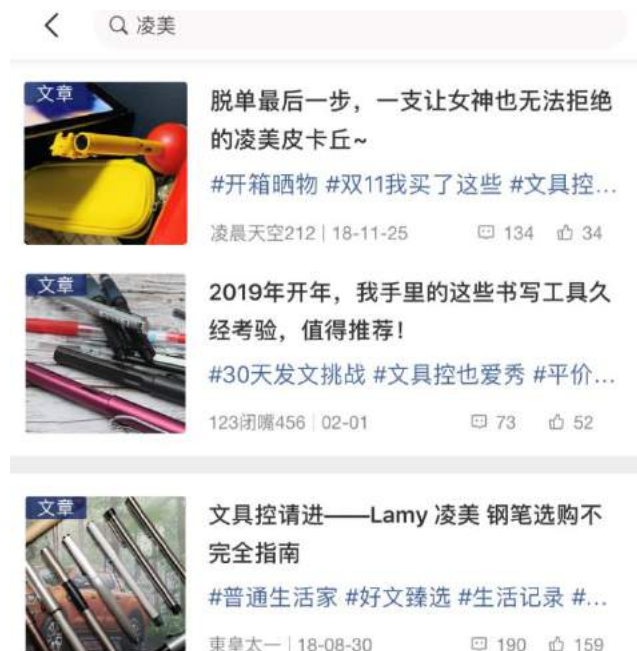 凌美
文章
脱单最后一步，一支让女神也无法拒绝
的凌美皮卡丘~
#开箱晒物 #双11我买了这些 #文具控...
凌晨天空212 | 18-11-25 134 34
文章
2019年开年，我手里的这些书写工具久
经考验，值得推荐！
#30天发文挑战 #文具控也爱秀 #平价...
123闭嘴456 | 02-01 73 52
文章
文具控请进——Lamy 凌美 钢笔选购不
完全指南
#普通生活家 #好文臻选 #生活记录 #...
東皇太一 | 18-08-30 190 159